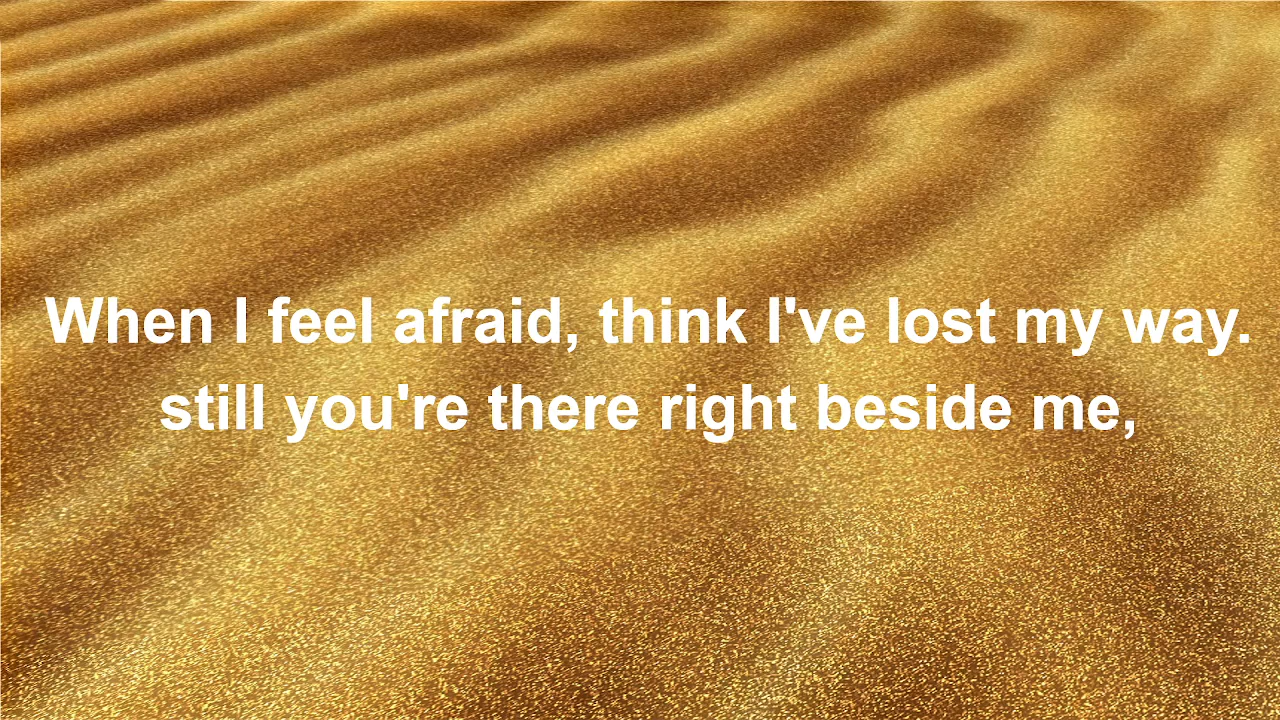 When I feel afraid, think I've lost my way.
still you're there right beside me,